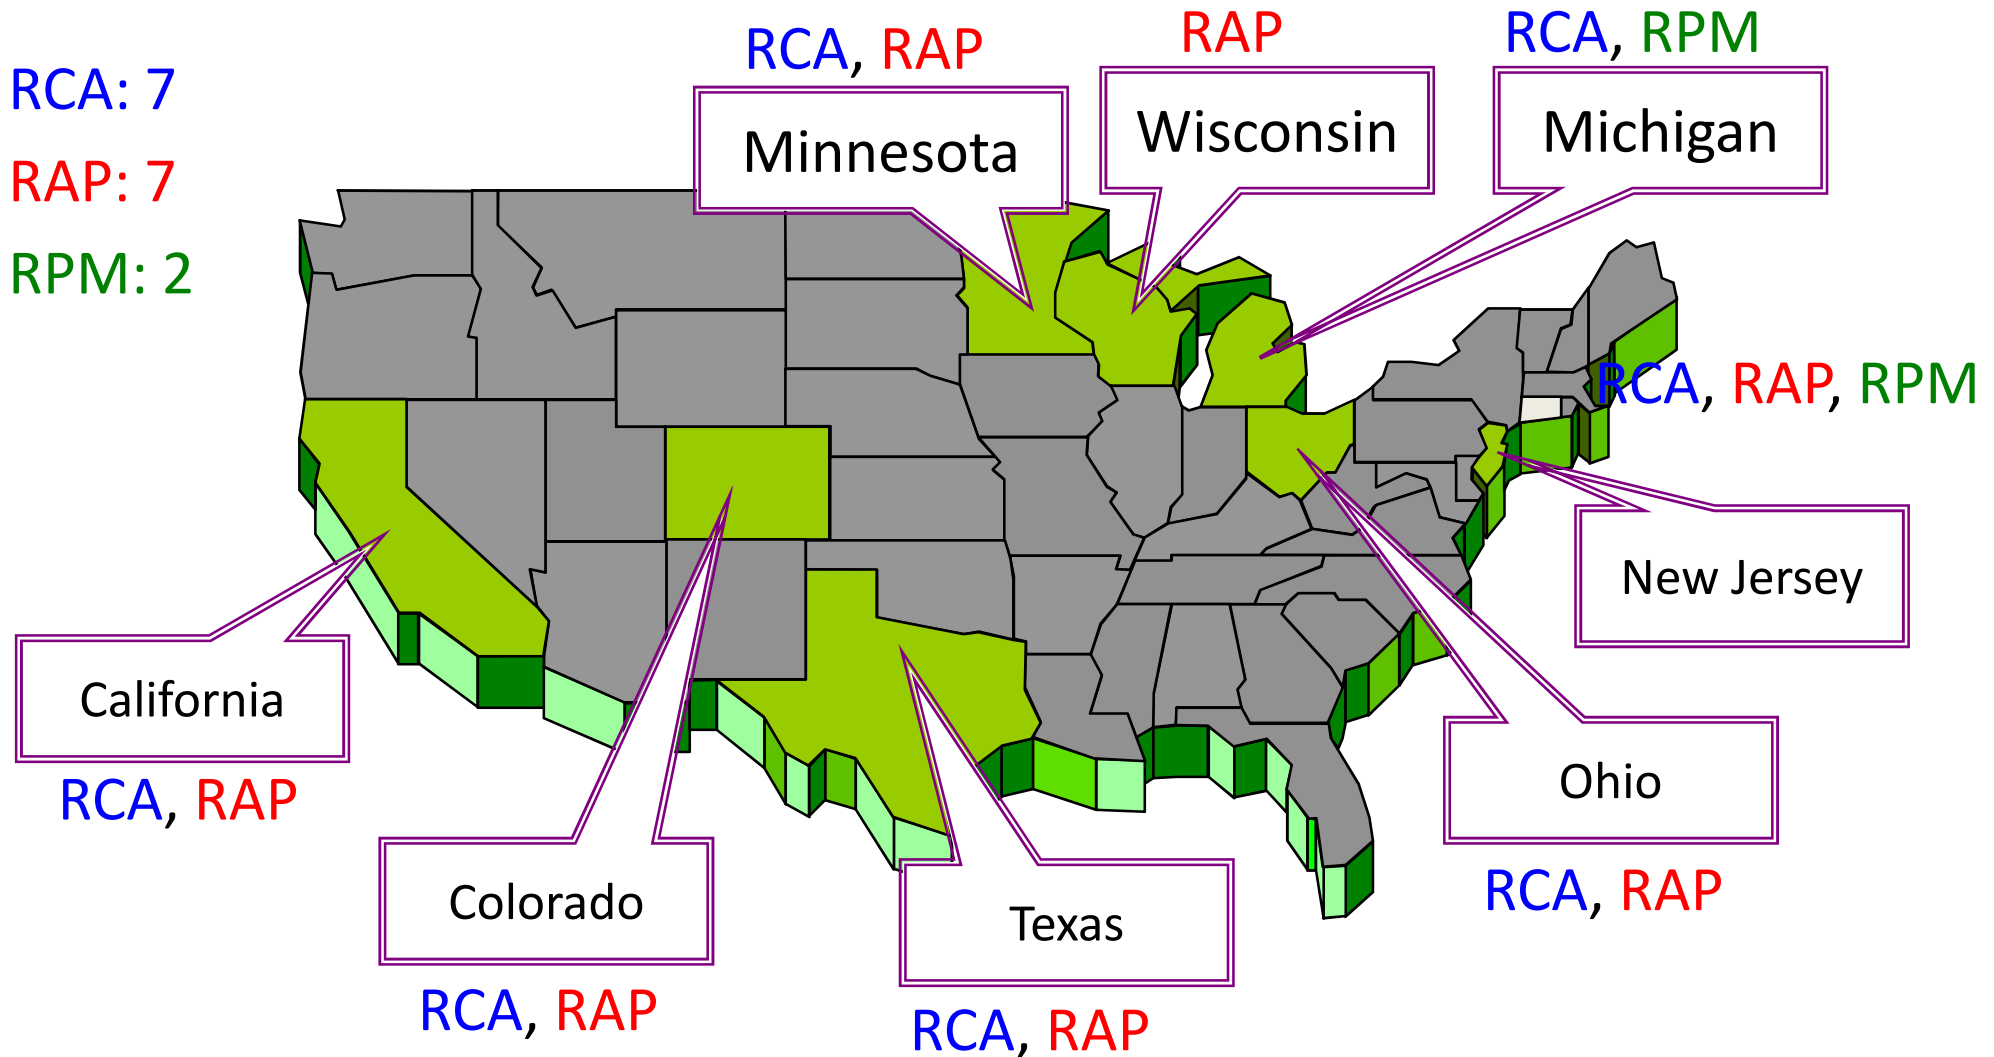 RCA, RAP
RAP
RCA, RPM
RCA: 7
RAP: 7
RPM: 2
Minnesota
Wisconsin
Michigan
RCA, RAP, RPM
New Jersey
California
RCA, RAP
Ohio
RCA, RAP
Colorado
RCA, RAP
Texas
RCA, RAP